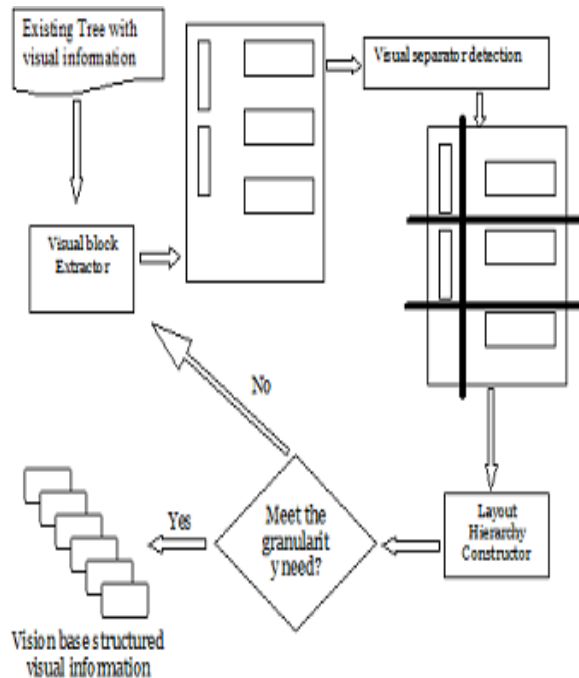 Existing Tree with
visual information
Visual separator detection
Visual block
Extractor
No
Yes
Meet the
granularit
y need?
Layout
Hierarchy
Constructor
Vision base structured
visual information